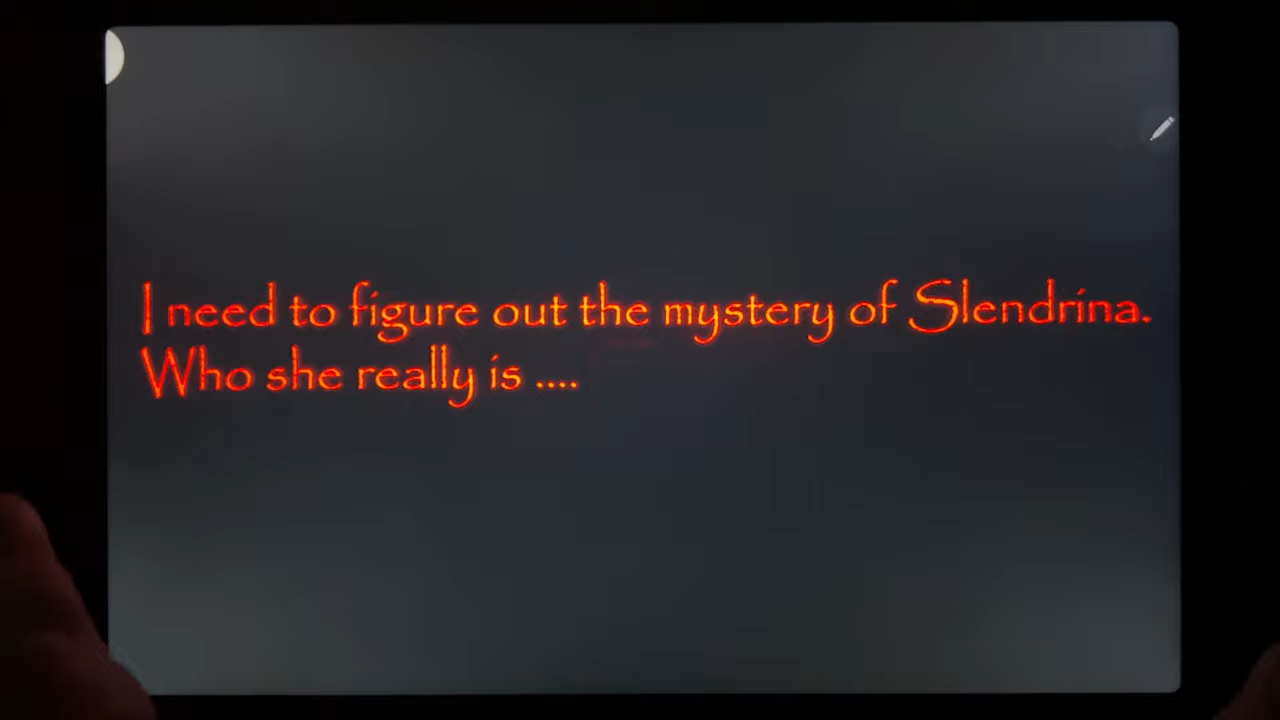 I need to figure out the mystery of Slendrina.
Who she really is ....